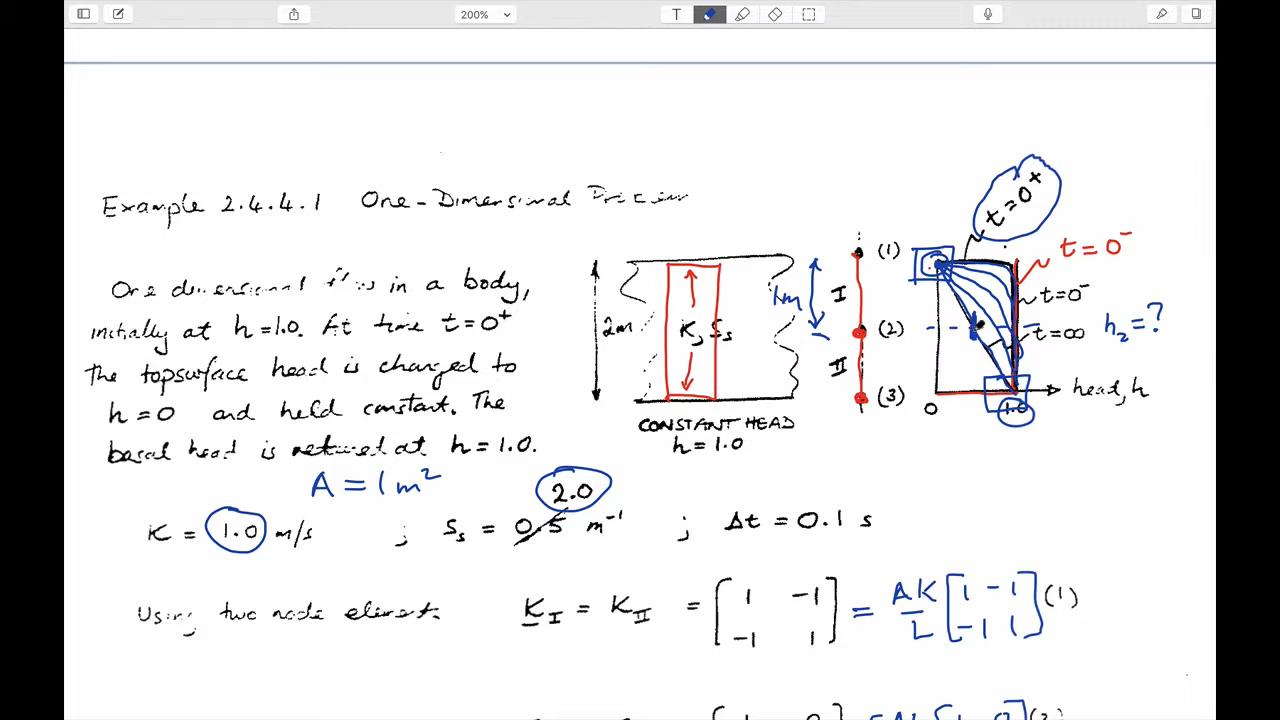 200%
T
Example 2.4.4.1 One-Dimensional
t=0⁺
t=0⁻
One dimensional in a body,
initially at h=1.0. At time t=0⁺
the top surface head is changed to
h=0 and held constant. The
basal head is at h=1.0.
2m
K, Ss
CONSTANT HEAD
h=1.0
1m
I
II
(1)
(2)
(3)
t=0⁻
t=∞
h₂=?
head, h
0
1.0
A = 1m²
2.0
K = 1.0 m/s ; Ss = 0.5 m⁻¹ ; Δt = 0.1 s
Using two node element. K_I = K_II = [1 -1; -1 1] = AK/L [1 -1; -1 1] (1)